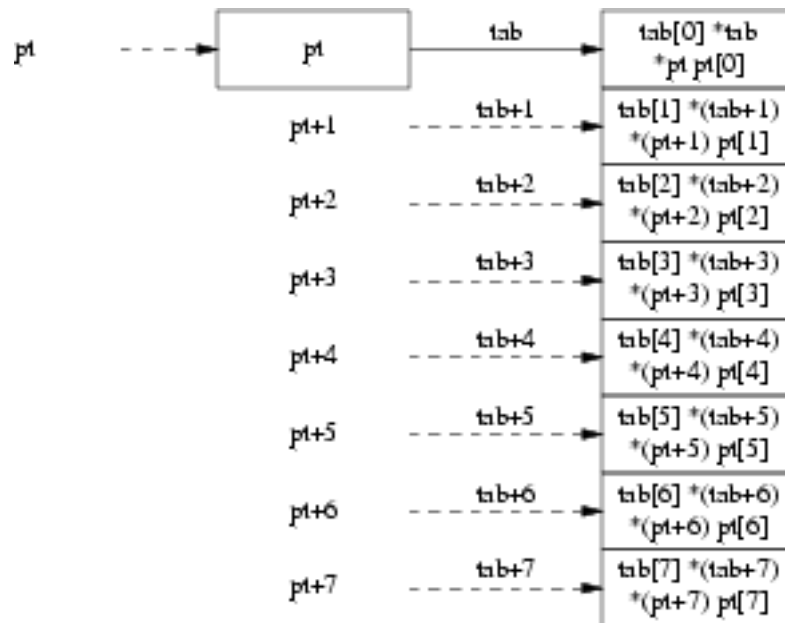 pt pt tab tab[0] *tab
*pt pt[0]
pt+1 tab+1 tab[1] *(tab+1)
*(pt+1) pt[1]
pt+2 tab+2 tab[2] *(tab+2)
*(pt+2) pt[2]
pt+3 tab+3 tab[3] *(tab+3)
*(pt+3) pt[3]
pt+4 tab+4 tab[4] *(tab+4)
*(pt+4) pt[4]
pt+5 tab+5 tab[5] *(tab+5)
*(pt+5) pt[5]
pt+6 tab+6 tab[6] *(tab+6)
*(pt+6) pt[6]
pt+7 tab+7 tab[7] *(tab+7)
*(pt+7) pt[7]